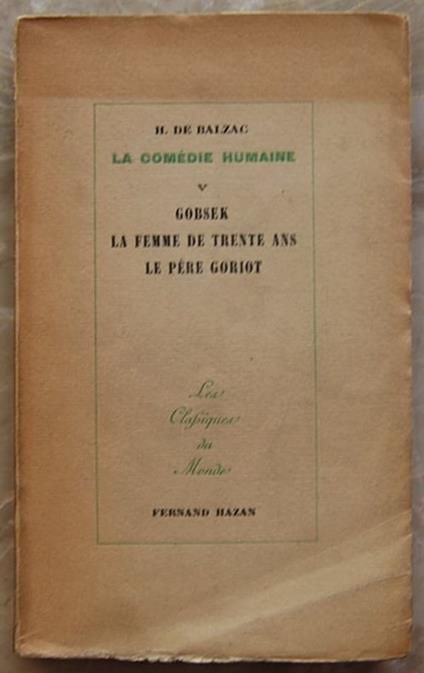 H. DE BALZAC
LA COMÉDIE HUMAINE
V
GOBSEK
LA FEMME DE TRENTE ANS
LE PÈRE GORIOT
Les
Classiques
du
Monde
FERNAND HAZAN